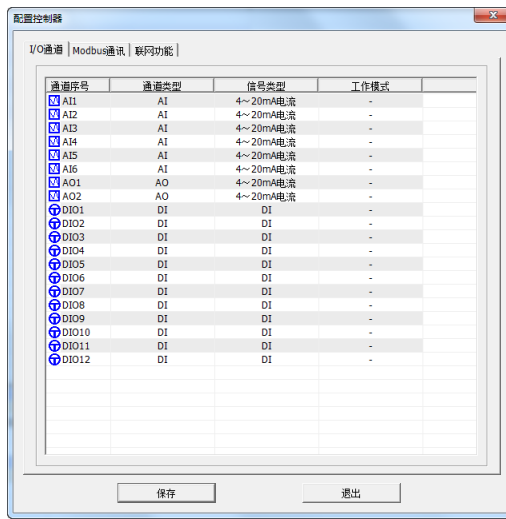 配置控制器
I/O通道 Modbus通讯 联网功能
通道序号 通道类型 信号类型 工作模式
AI1 AI 4～20mA电流 -
AI2 AI 4～20mA电流 -
AI3 AI 4～20mA电流 -
AI4 AI 4～20mA电流 -
AI5 AI 4～20mA电流 -
AI6 AI 4～20mA电流 -
AO1 AO 4～20mA电流 -
AO2 AO 4～20mA电流 -
DIO1 DI DI -
DIO2 DI DI -
DIO3 DI DI -
DIO4 DI DI -
DIO5 DI DI -
DIO6 DI DI -
DIO7 DI DI -
DIO8 DI DI -
DIO9 DI DI -
DIO10 DI DI -
DIO11 DI DI -
DIO12 DI DI -
保存 退出